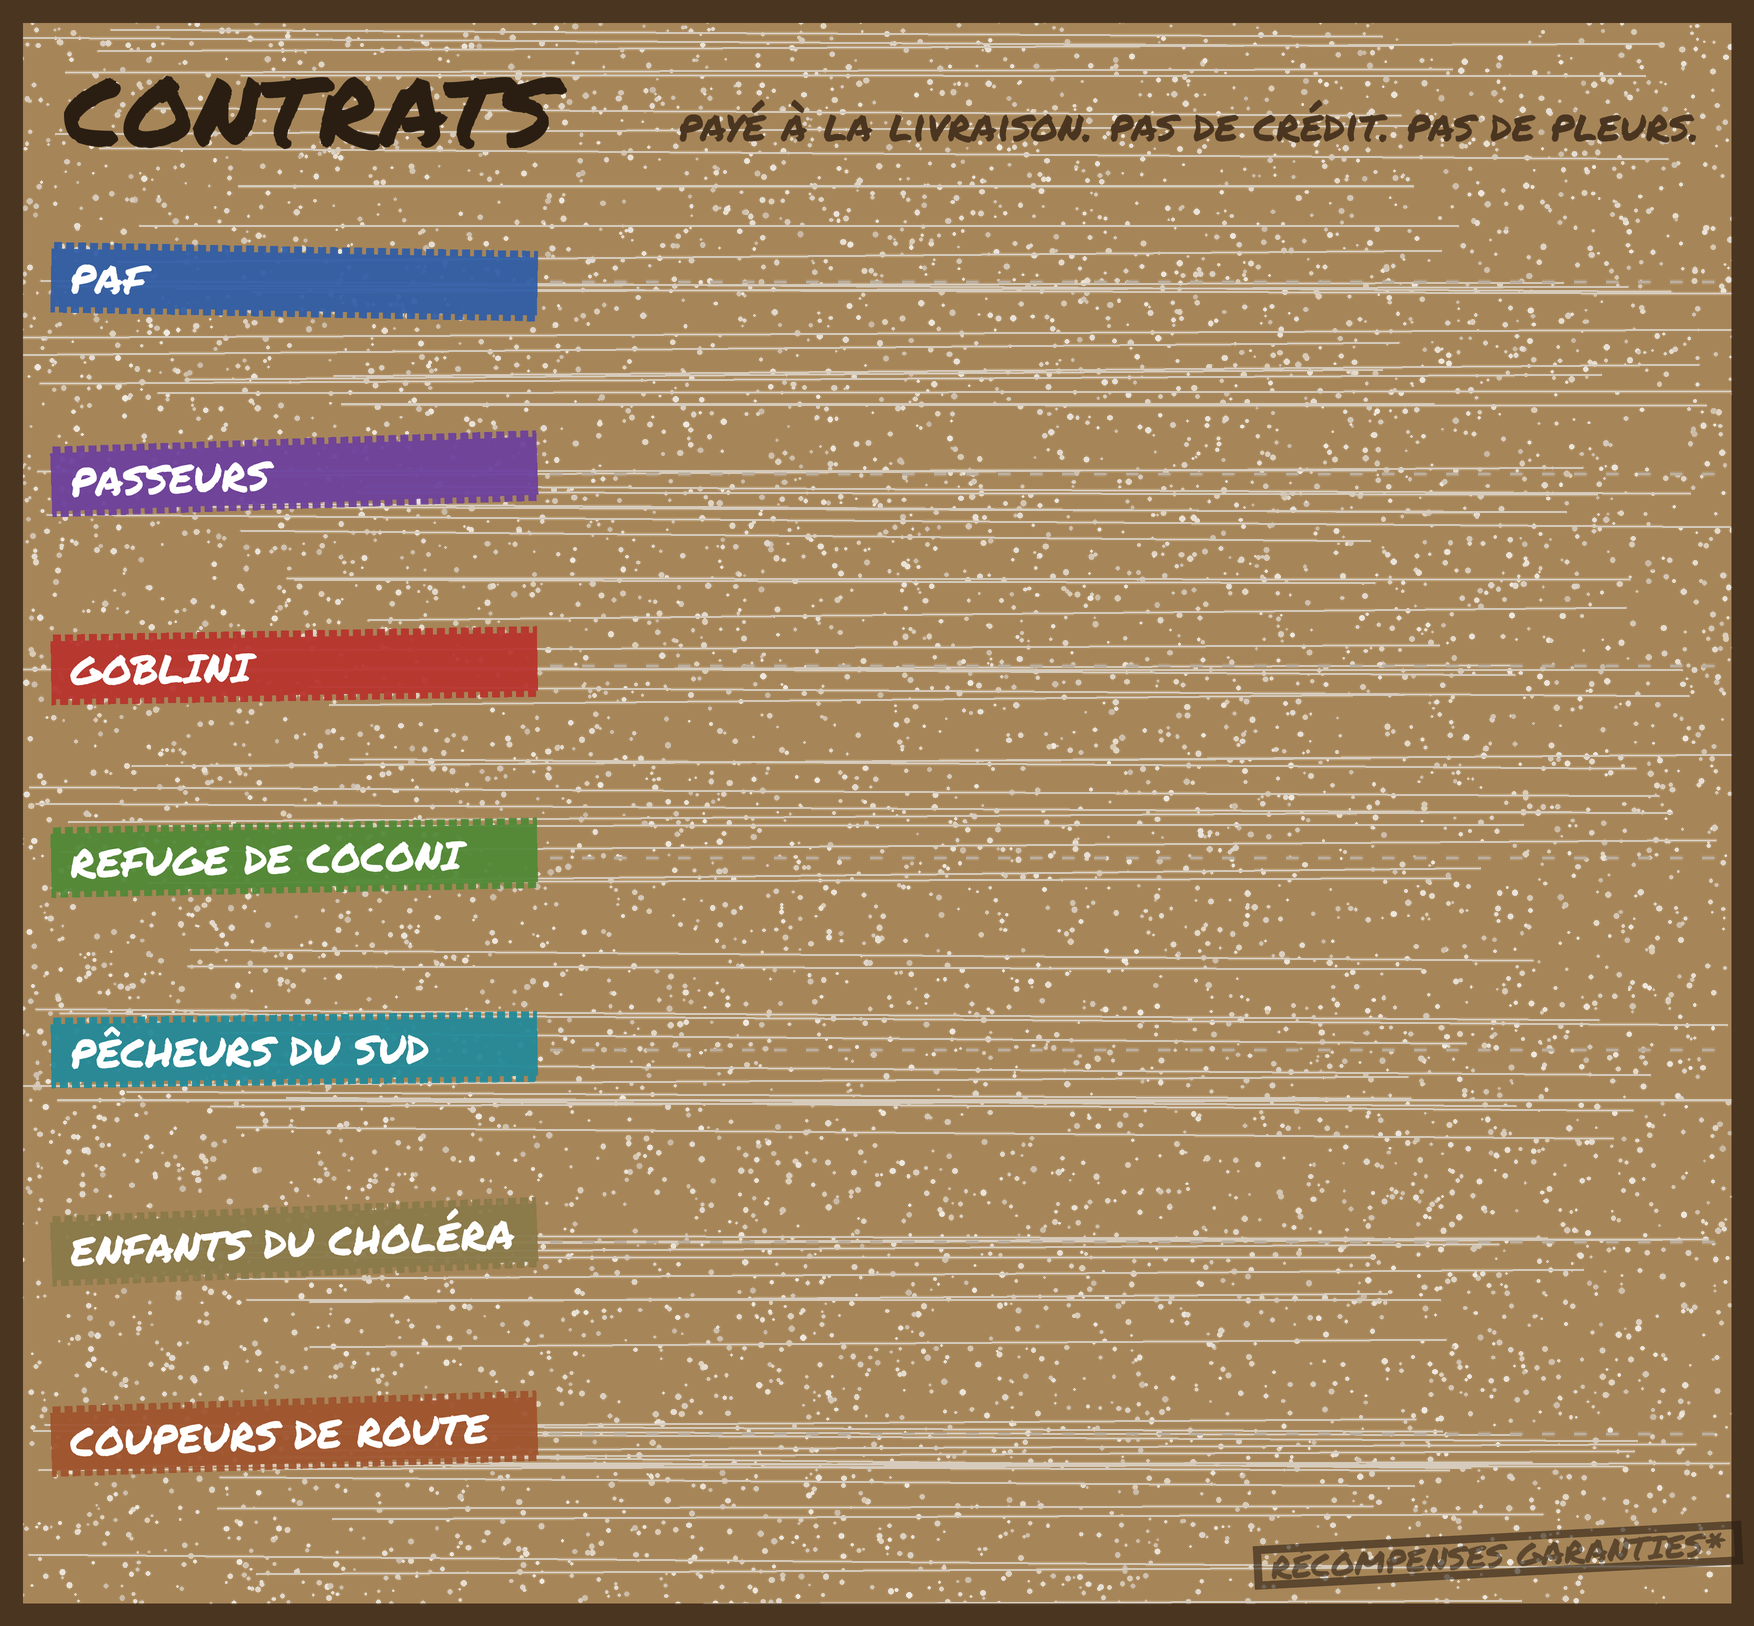 CONTRATS
PAYÉ À LA LIVRAISON. PAS DE CRÉDIT. PAS DE PLEURS.
PAF
PASSEURS
GOBLINI
REFUGE DE COCONI
PÊCHEURS DU SUD
ENFANTS DU CHOLÉRA
COUPEURS DE ROUTE
RECOMPENSES GARANTIES*